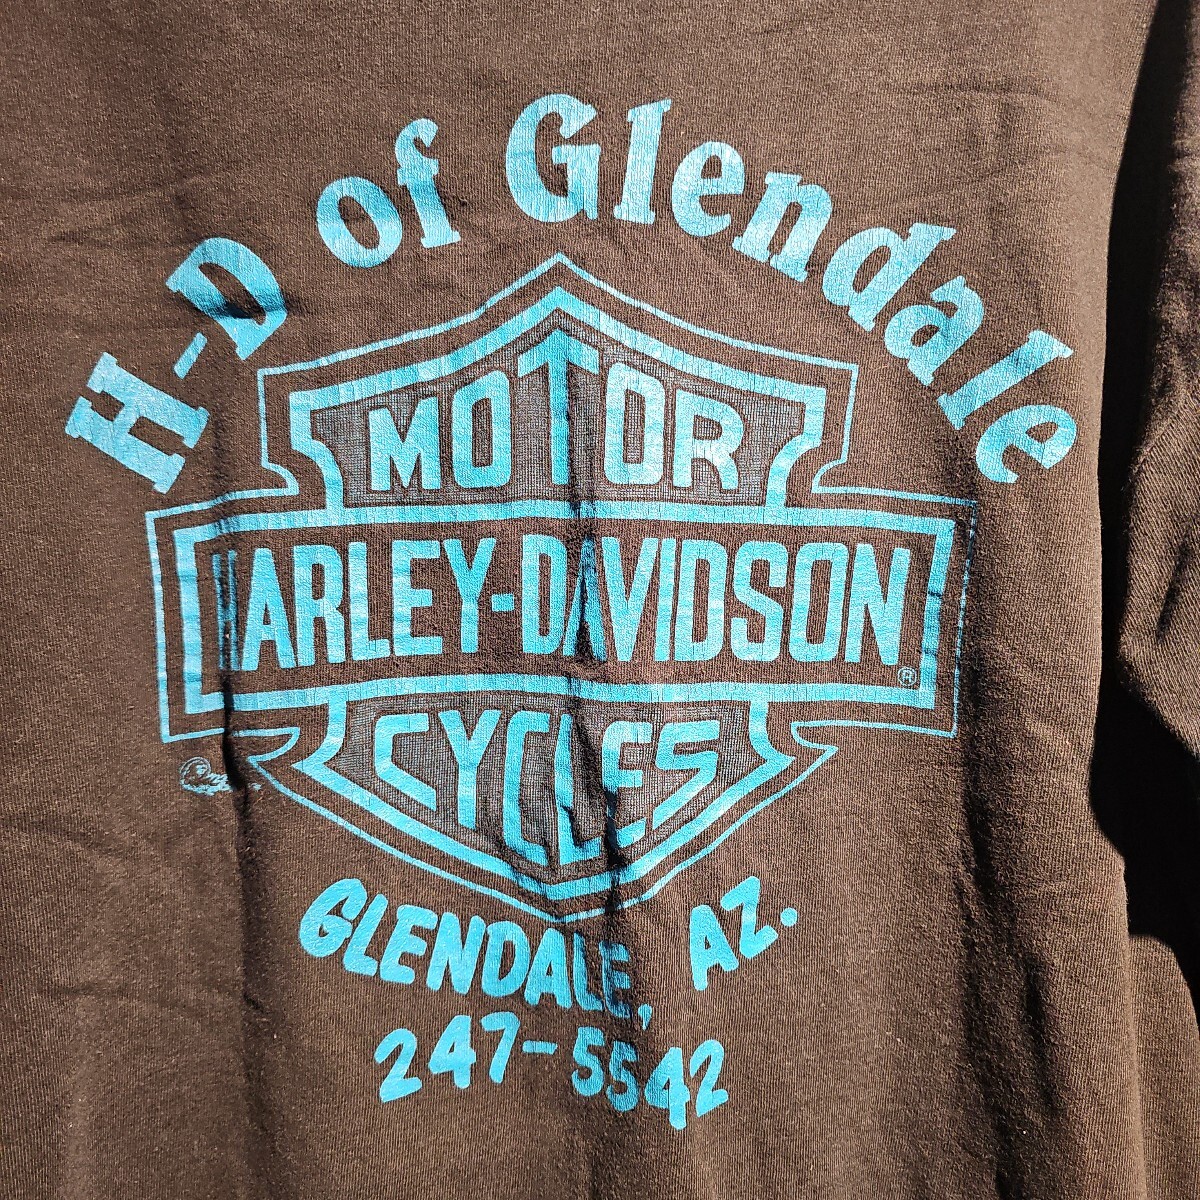 H-D of Glendale
MOTOR
HARLEY-DAVIDSON
®
CYCLES
GLENDALE, AZ.
247-5542